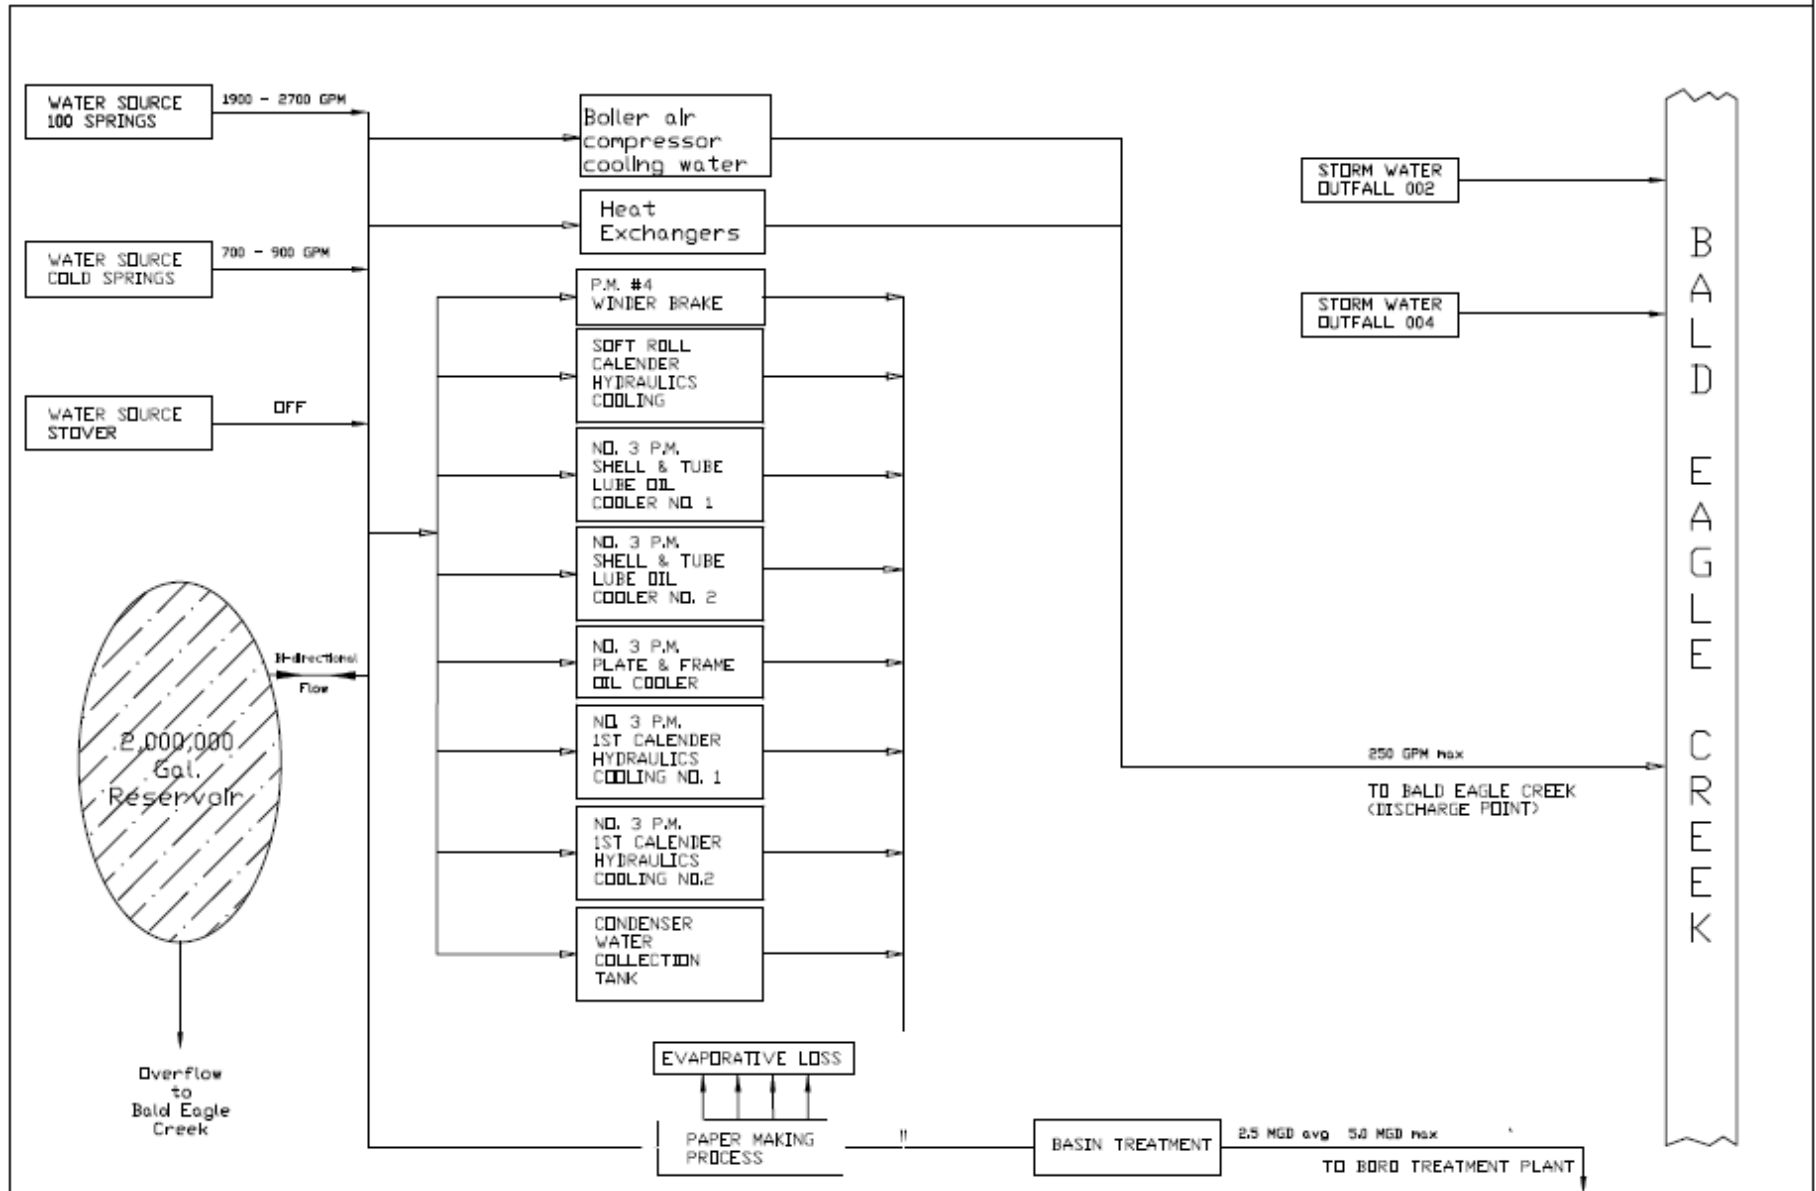 WATER SOURCE
100 SPRINGS
1900 - 2700 GPM
WATER SOURCE
COLD SPRINGS
700 - 900 GPM
WATER SOURCE
STOVER
OFF
Bi-directional
Flow
2,000,000
Gal.
Reservoir
Overflow
to
Bald Eagle
Creek
Boiler air
compressor
cooling water
Heat
Exchangers
P.M. #4
WINDER BRAKE
SOFT ROLL
CALENDER
HYDRAULICS
COOLING
NO. 3 P.M.
SHELL & TUBE
LUBE OIL
COOLER NO. 1
NO. 3 P.M.
SHELL & TUBE
LUBE OIL
COOLER NO. 2
NO. 3 P.M.
PLATE & FRAME
OIL COOLER
NO. 3 P.M.
1ST CALENDER
HYDRAULICS
COOLING NO. 1
NO. 3 P.M.
1ST CALENDER
HYDRAULICS
COOLING NO.2
CONDENSER
WATER
COLLECTION
TANK
EVAPORATIVE LOSS
PAPER MAKING
PROCESS
BASIN TREATMENT
2.5 MGD avg 5.0 MGD max
TO BORO TREATMENT PLANT
STORM WATER
OUTFALL 002
STORM WATER
OUTFALL 004
250 GPM max
TO BALD EAGLE CREEK
(DISCHARGE POINT)
BALD EAGLE CREEK